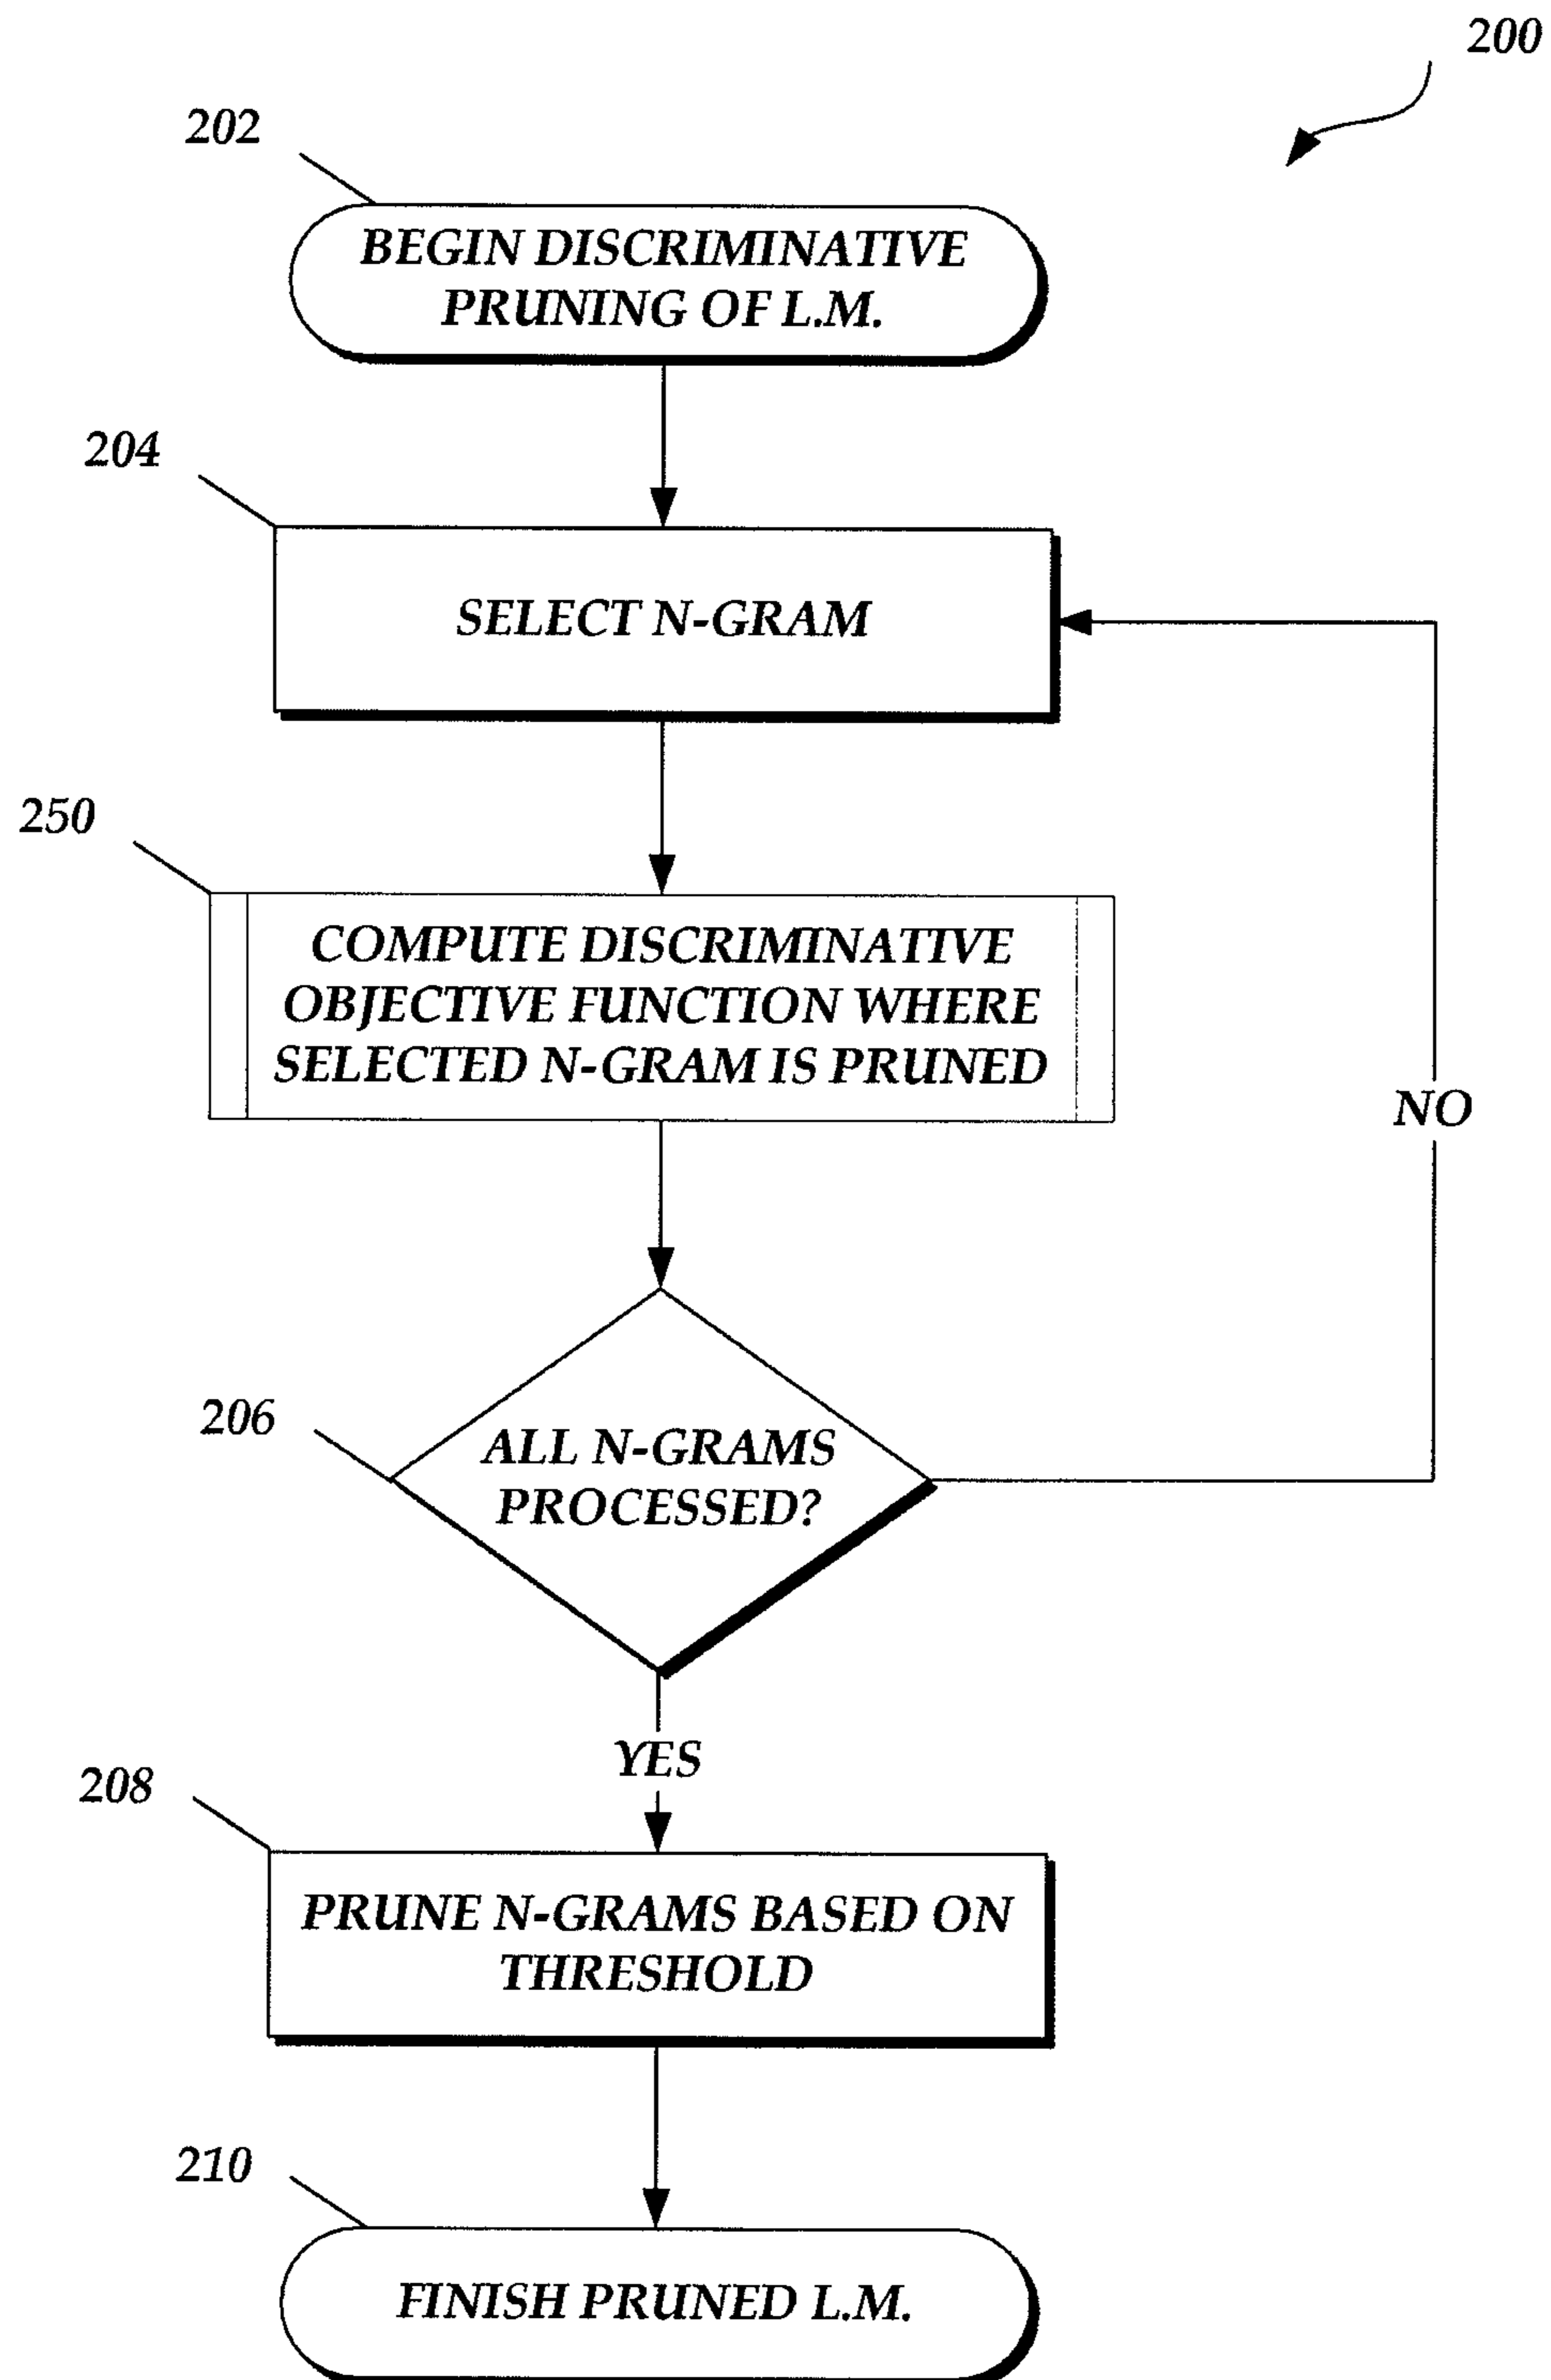 200
202
BEGIN DISCRIMINATIVE
PRUNING OF L.M.
204
SELECT N-GRAM
250
COMPUTE DISCRIMINATIVE
OBJECTIVE FUNCTION WHERE
SELECTED N-GRAM IS PRUNED
NO
206
ALL N-GRAMS
PROCESSED?
YES
208
PRUNE N-GRAMS BASED ON
THRESHOLD
210
FINISH PRUNED L.M.